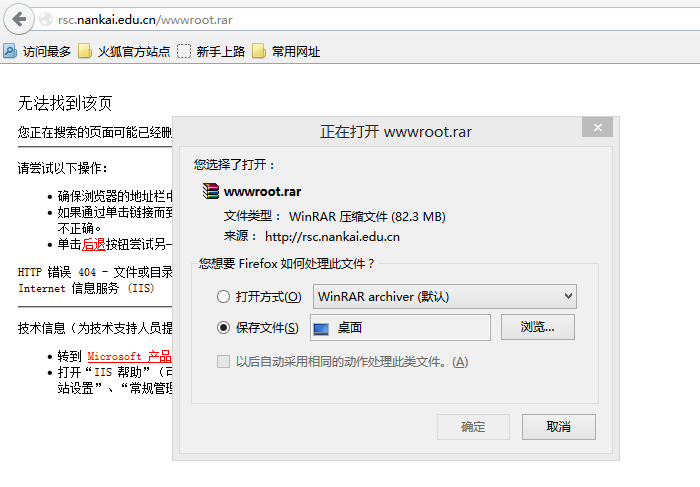 rsc.nankai.edu.cn/wwwroot.rar
访问最多 火狐官方站点 新手上路 常用网址
无法找到该页
您正在搜索的页面可能已经删
请尝试以下操作：
• 确保浏览器的地址栏中
• 如果通过单击链接而到
不正确。
• 单击后退按钮尝试另一
HTTP 错误 404 - 文件或目录
Internet 信息服务 (IIS)
技术信息（为技术支持人员提
• 转到 Microsoft 产品
• 打开“IIS 帮助”（可
站设置”、“常规管理
正在打开 wwwroot.rar
您选择了打开：
wwwroot.rar
文件类型： WinRAR 压缩文件 (82.3 MB)
来源： http://rsc.nankai.edu.cn
您想要 Firefox 如何处理此文件？
打开方式(O) WinRAR archiver (默认)
保存文件(S) 桌面 浏览...
以后自动采用相同的动作处理此类文件。(A)
确定 取消